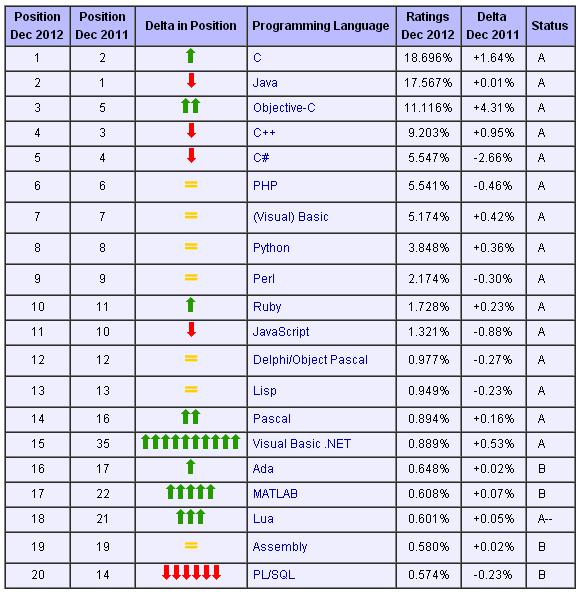 Position Dec 2012 Position Dec 2011 Delta in Position Programming Language Ratings Dec 2012 Delta Dec 2011 Status
1 2 C 18.696% +1.64% A
2 1 Java 17.567% +0.01% A
3 5 Objective-C 11.116% +4.31% A
4 3 C++ 9.203% +0.95% A
5 4 C# 5.547% -2.66% A
6 6 PHP 5.541% -0.46% A
7 7 (Visual) Basic 5.174% +0.42% A
8 8 Python 3.848% +0.36% A
9 9 Perl 2.174% -0.30% A
10 11 Ruby 1.728% +0.23% A
11 10 JavaScript 1.321% -0.88% A
12 12 Delphi/Object Pascal 0.977% -0.27% A
13 13 Lisp 0.949% -0.23% A
14 16 Pascal 0.894% +0.16% A
15 35 Visual Basic .NET 0.889% +0.53% A
16 17 Ada 0.648% +0.02% B
17 22 MATLAB 0.608% +0.07% B
18 21 Lua 0.601% +0.05% A--
19 19 Assembly 0.580% +0.02% B
20 14 PL/SQL 0.574% -0.23% B